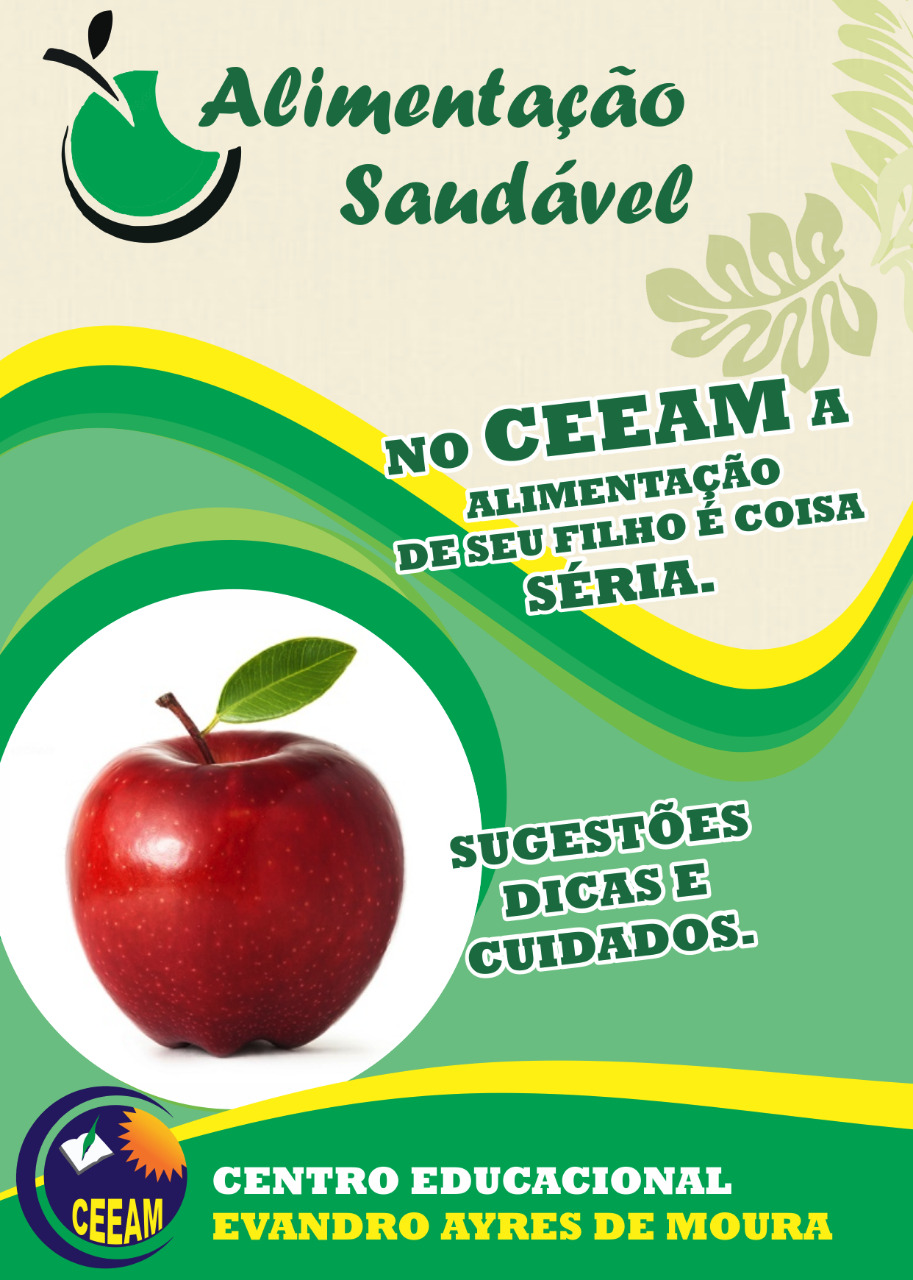 Alimentação
Saudável
NO CEEAM A
ALIMENTAÇÃO
DE SEU FILHO É COISA
SÉRIA.
SUGESTÕES
DICAS E
CUIDADOS.
CEEAM
CENTRO EDUCACIONAL
EVANDRO AYRES DE MOURA